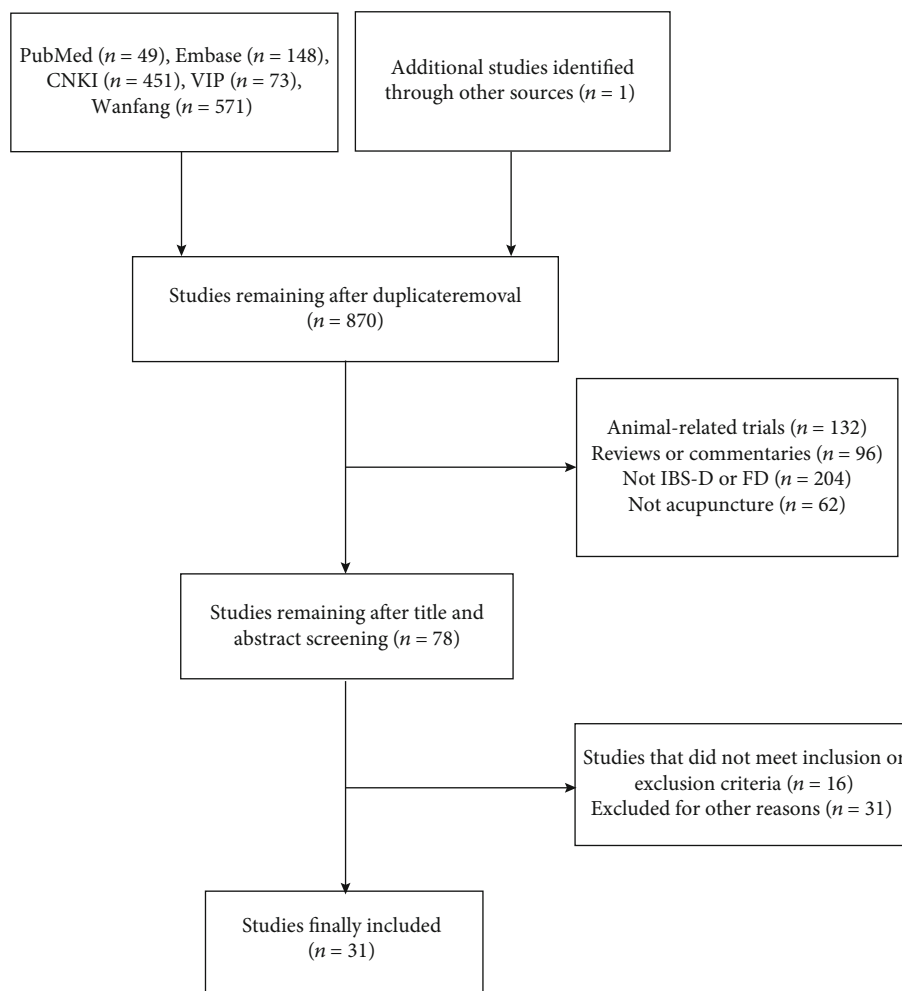 PubMed (n = 49), Embase (n = 148),
CNKI (n = 451), VIP (n = 73),
Wanfang (n = 571)
Additional studies identified
through other sources (n = 1)
Studies remaining after duplicateremoval
(n = 870)
Animal-related trials (n = 132)
Reviews or commentaries (n = 96)
Not IBS-D or FD (n = 204)
Not acupuncture (n = 62)
Studies remaining after title and
abstract screening (n = 78)
Studies that did not meet inclusion or
exclusion criteria (n = 16)
Excluded for other reasons (n = 31)
Studies finally included
(n = 31)